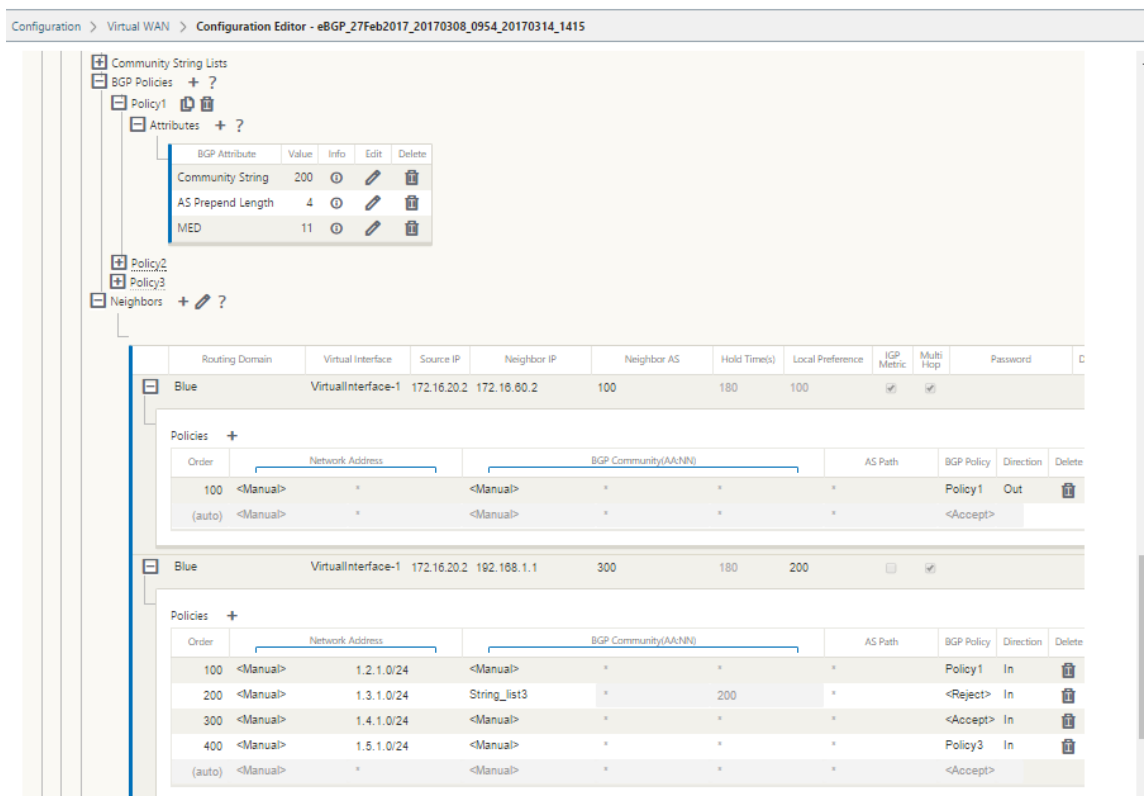 Configuration > Virtual WAN > Configuration Editor - eBGP_27Feb2017_20170308_0954_20170314_1415
Community String Lists
BGP Policies + ?
Policy1
Attributes + ?
BGP Attribute Value Info Edit Delete
Community String 200
AS Prepend Length 4
MED 11
Policy2
Policy3
Neighbors + ?
Routing Domain Virtual Interface Source IP Neighbor IP Neighbor AS Hold Time(s) Local Preference IGP Metric Multi Hop Password D
Blue VirtualInterface-1 172.16.20.2 172.16.60.2 100 180 100
Policies +
Order Network Address BGP Community(AA:NN) AS Path BGP Policy Direction Delete
100 <Manual> * <Manual> * * * Policy1 Out
(auto) <Manual> * <Manual> * * * <Accept>
Blue VirtualInterface-1 172.16.20.2 192.168.1.1 300 180 200
Policies +
Order Network Address BGP Community(AA:NN) AS Path BGP Policy Direction Delete
100 <Manual> 1.2.1.0/24 <Manual> * * * Policy1 In
200 <Manual> 1.3.1.0/24 String_list3 * 200 * <Reject> In
300 <Manual> 1.4.1.0/24 <Manual> * * * <Accept> In
400 <Manual> 1.5.1.0/24 <Manual> * * * Policy3 In
(auto) <Manual> * <Manual> * * * <Accept>